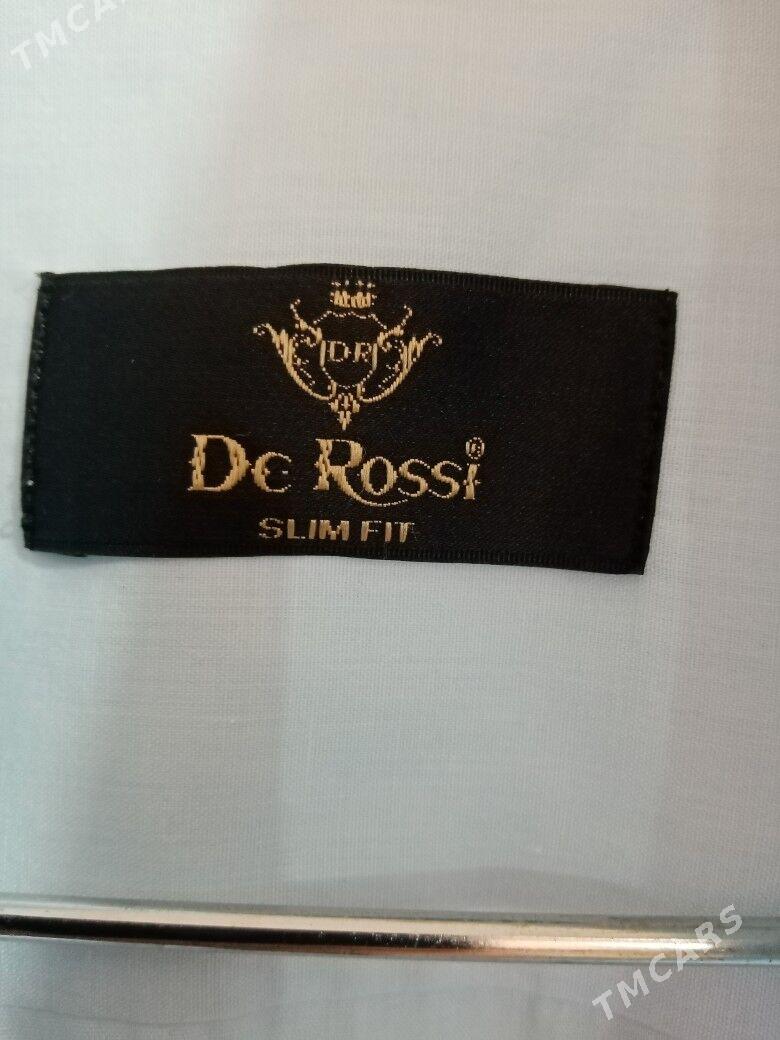 TMCARS
DR
De Rossi®
SLIM FIT
TMCARS